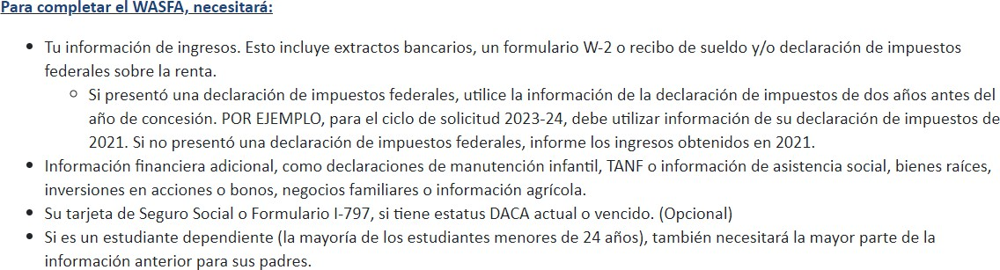 Para completar el WASFA, necesitará:
• Tu información de ingresos. Esto incluye extractos bancarios, un formulario W-2 o recibo de sueldo y/o declaración de impuestos
federales sobre la renta.
○ Si presentó una declaración de impuestos federales, utilice la información de la declaración de impuestos de dos años antes del
año de concesión. POR EJEMPLO, para el ciclo de solicitud 2023-24, debe utilizar información de su declaración de impuestos de
2021. Si no presentó una declaración de impuestos federales, informe los ingresos obtenidos en 2021.
• Información financiera adicional, como declaraciones de manutención infantil, TANF o información de asistencia social, bienes raíces,
inversiones en acciones o bonos, negocios familiares o información agrícola.
• Su tarjeta de Seguro Social o Formulario I-797, si tiene estatus DACA actual o vencido. (Opcional)
• Si es un estudiante dependiente (la mayoría de los estudiantes menores de 24 años), también necesitará la mayor parte de la
información anterior para sus padres.